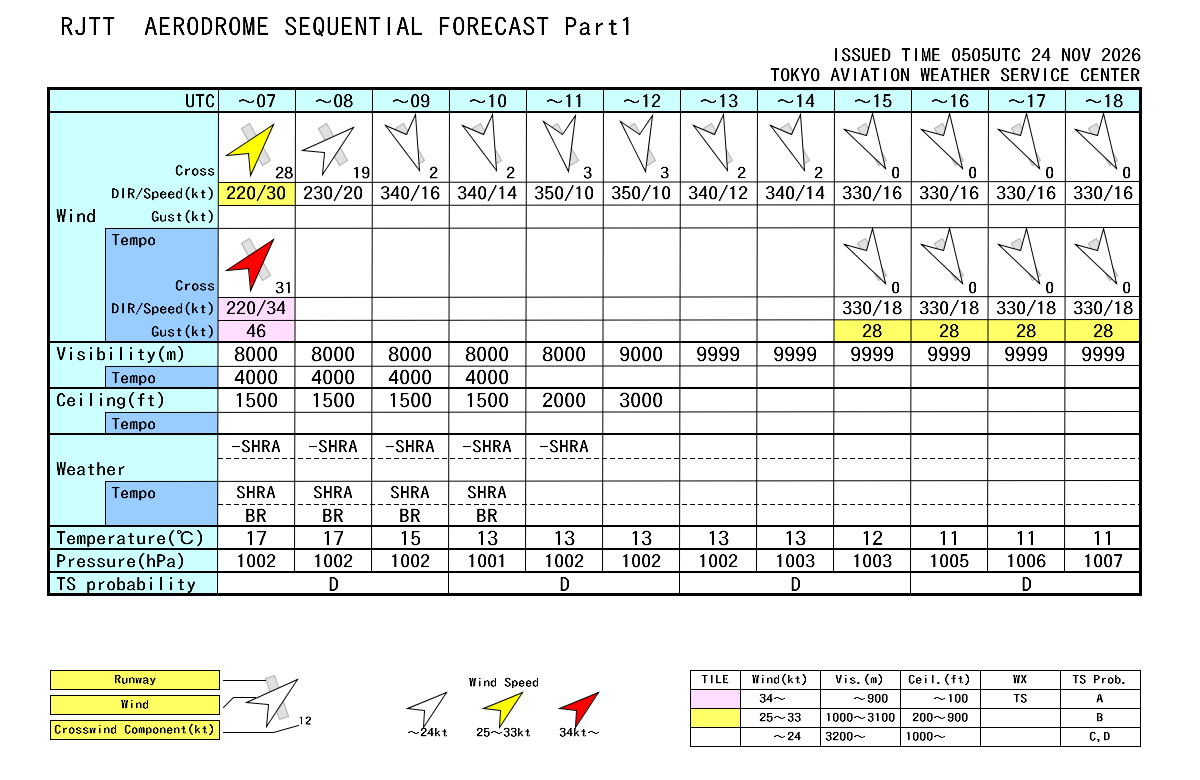 RJTT  AERODROME SEQUENTIAL FORECAST Part1
ISSUED TIME 0505UTC 24 NOV 2026
TOKYO AVIATION WEATHER SERVICE CENTER
UTC ～07 ～08 ～09 ～10 ～11 ～12 ～13 ～14 ～15 ～16 ～17 ～18
Cross 28 19 2 2 3 3 2 2 0 0 0 0
DIR/Speed(kt) 220/30 230/20 340/16 340/14 350/10 350/10 340/12 340/14 330/16 330/16 330/16 330/16
Wind Gust(kt)
Tempo
Cross 31 0 0 0 0
DIR/Speed(kt) 220/34 330/18 330/18 330/18 330/18
Gust(kt) 46 28 28 28 28
Visibility(m) 8000 8000 8000 8000 8000 9000 9999 9999 9999 9999 9999 9999
Tempo 4000 4000 4000 4000
Ceiling(ft) 1500 1500 1500 1500 2000 3000
Tempo
-SHRA -SHRA -SHRA -SHRA -SHRA
Weather
Tempo SHRA SHRA SHRA SHRA
BR BR BR BR
Temperature(℃) 17 17 15 13 13 13 13 13 12 11 11 11
Pressure(hPa) 1002 1002 1002 1001 1002 1002 1002 1003 1003 1005 1006 1007
TS probability D D D D
Runway
Wind
Crosswind Component(kt)
12
Wind Speed
～24kt 25～33kt 34kt～
TILE Wind(kt) Vis.(m) Ceil.(ft) WX TS Prob.
34～ ～900 ～100 TS A
25～33 1000～3100 200～900 B
～24 3200～ 1000～ C,D